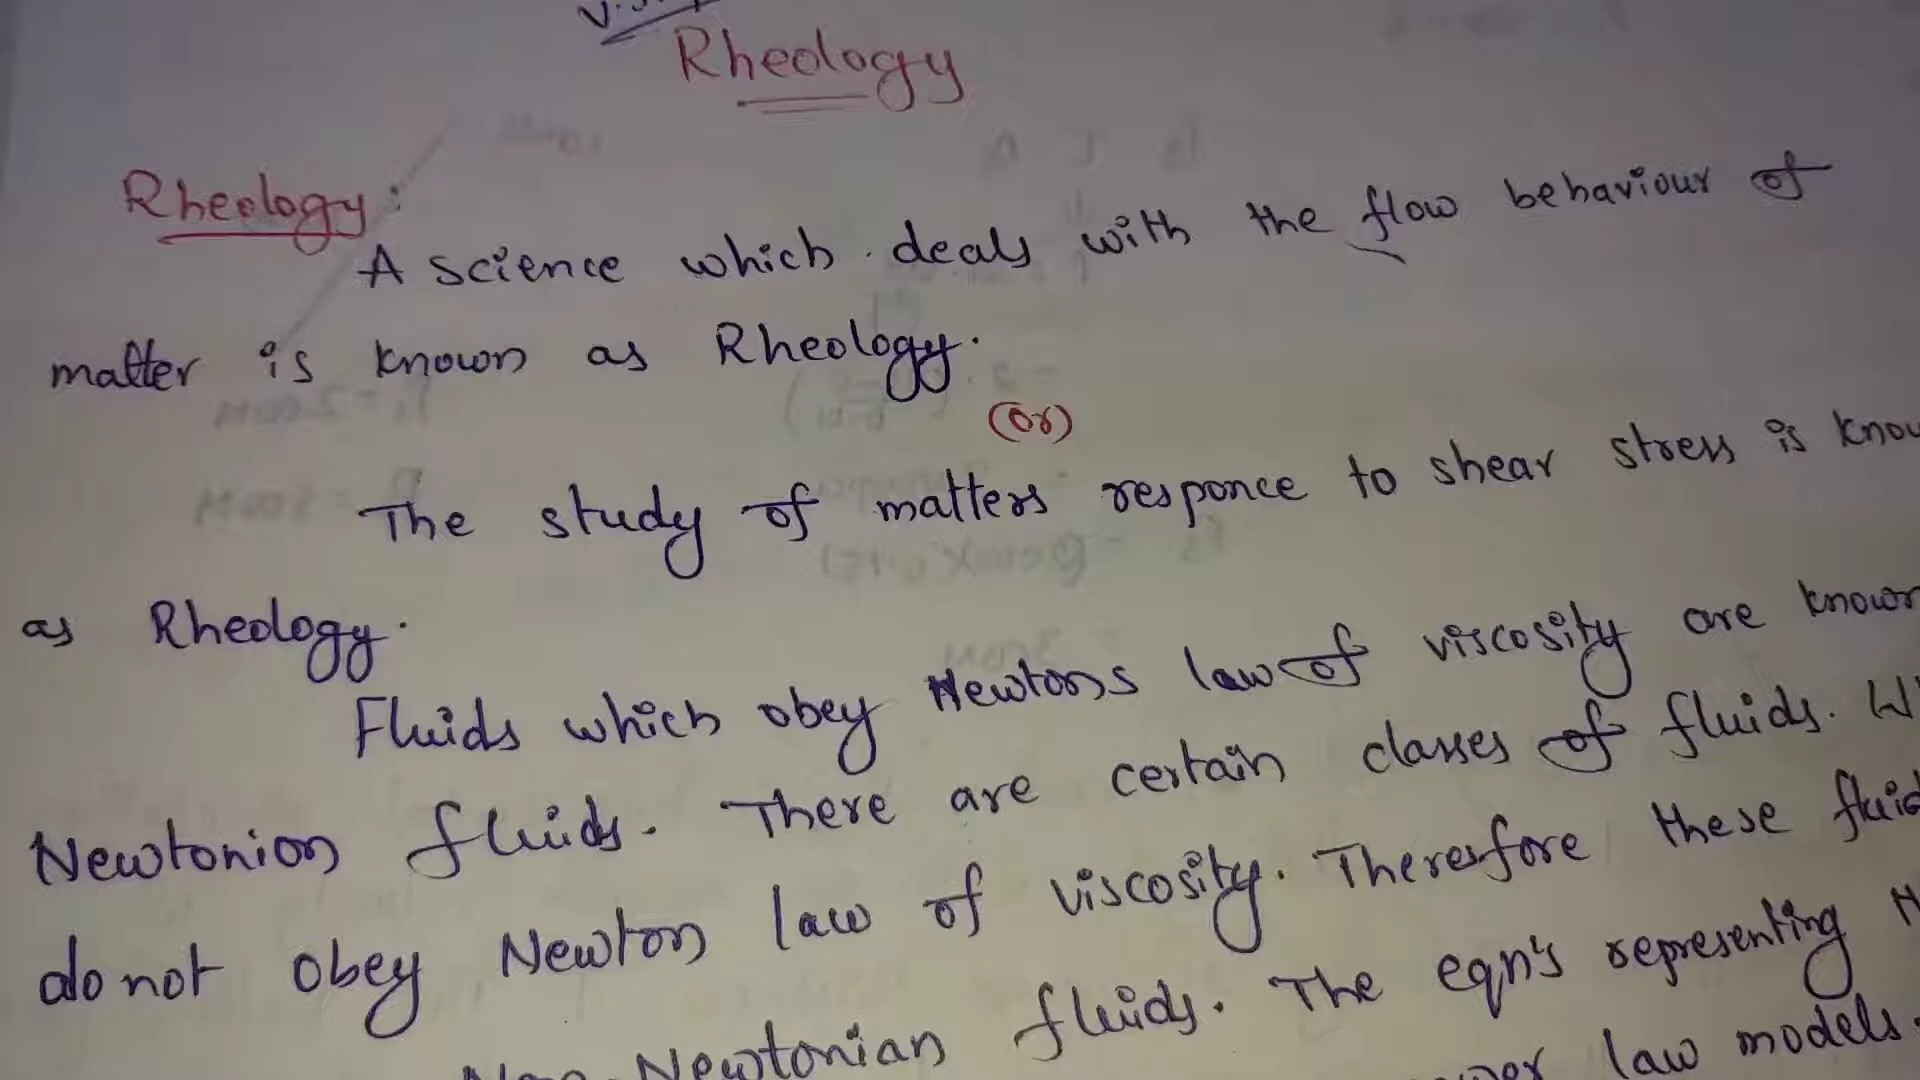 Rheology
Rheology:
A science which deals with the flow behaviour of
matter is known as Rheology.
(or)
The study of matters responce to shear stress is know
as Rheology.
Fluids which obey Newtons law of viscosity are known
Newtonion fluids. There are certain classes of fluids. W
do not obey Newton law of viscosity. Therefore these fluid
Newtonian fluids. The eqn's representing
law models.